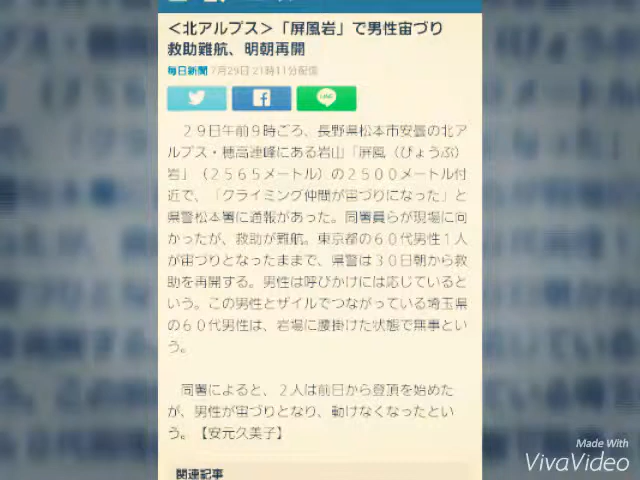 ＜北アルプス＞「屏風岩」で男性宙づり
救助難航、明朝再開
毎日新聞 7月29日 21時11分配信
LINE
２９日午前９時ごろ、長野県松本市安曇の北ア
ルプス・穂高連峰にある岩山「屏風（びょうぶ）
岩」（２５６５メートル）の２５００メートル付
近で、「クライミング仲間が宙づりになった」と
県警松本署に通報があった。同署員らが現場に向
かったが、救助が難航。東京都の６０代男性１人
が宙づりとなったままで、県警は３０日朝から救
助を再開する。男性は呼びかけには応じていると
いう。この男性とザイルでつながっている埼玉県
の６０代男性は、岩場に腰掛けた状態で無事とい
う。
同署によると、２人は前日から登頂を始めた
が、男性が宙づりとなり、動けなくなったとい
う。【安元久美子】
関連記事
Made With
VivaVideo